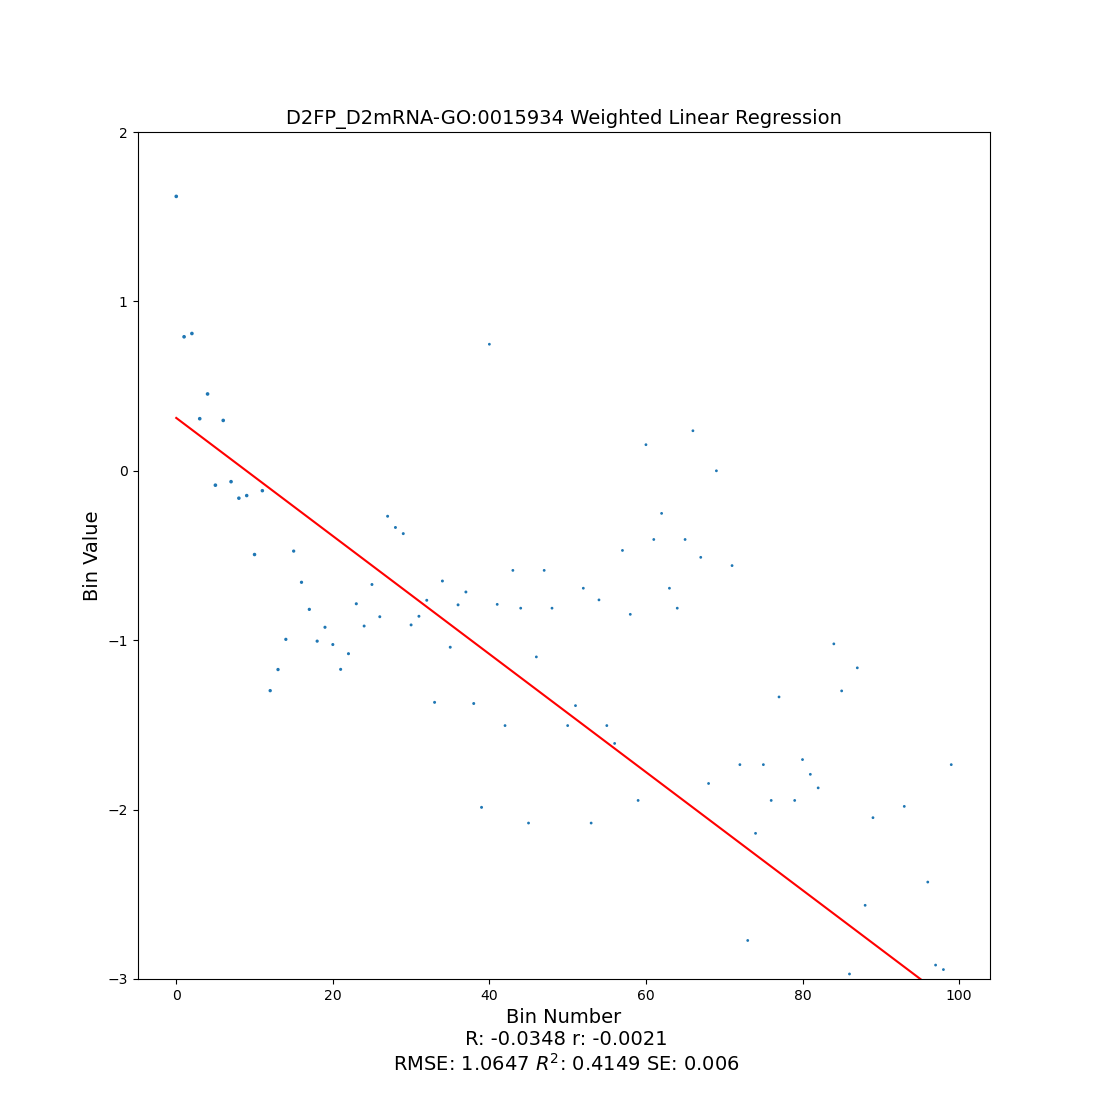 D2FP_D2mRNA-GO:0015934 Weighted Linear Regression
2
1
0
−1
−2
−3
Bin Value
0 20 40 60 80 100
Bin Number
R: -0.0348 r: -0.0021
RMSE: 1.0647 R²: 0.4149 SE: 0.006